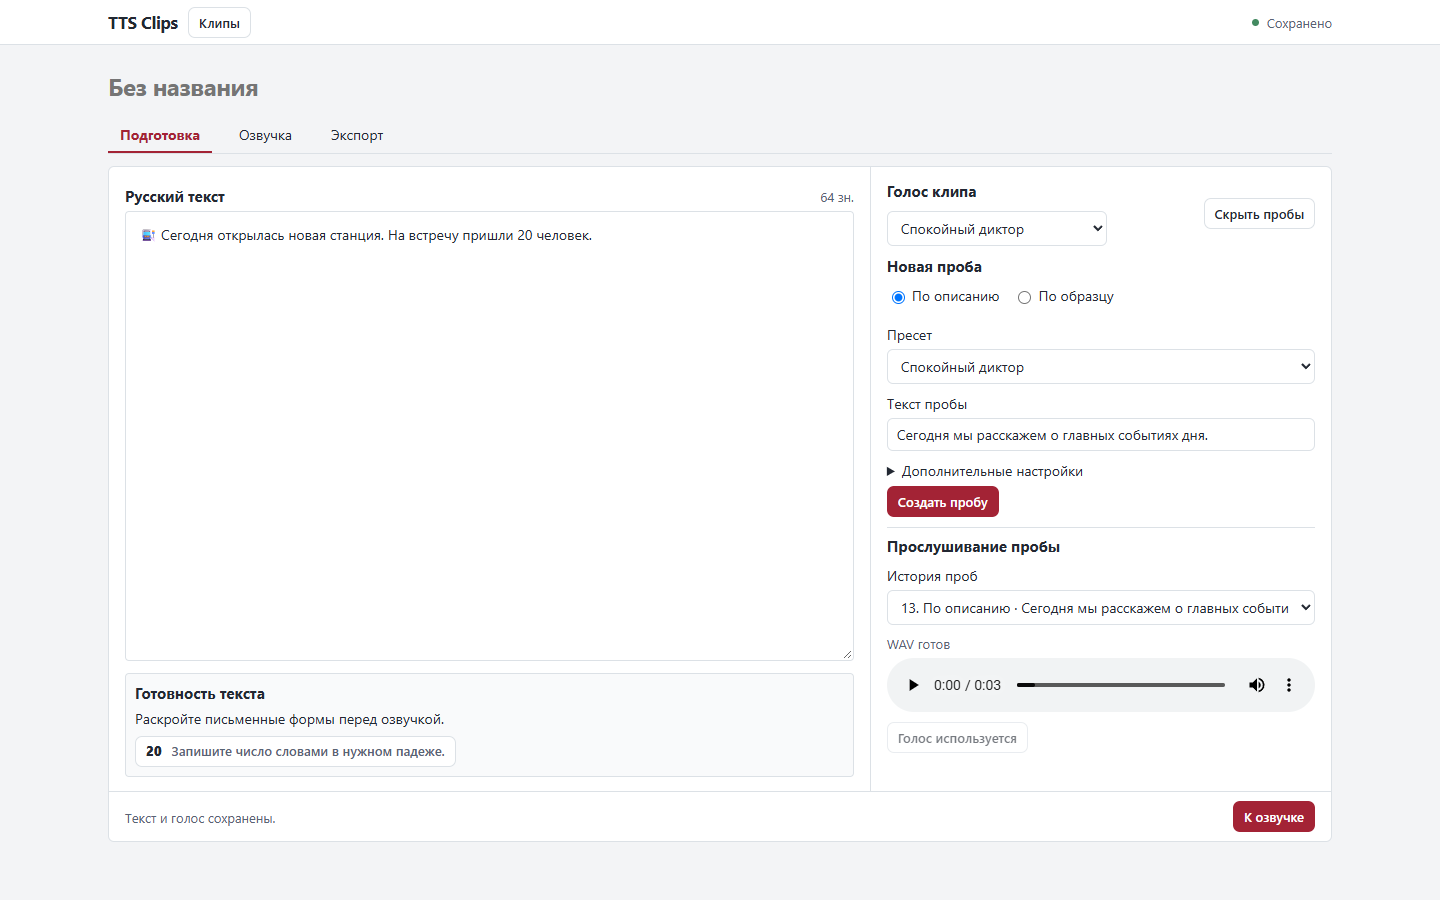 TTS Clips
Клипы
Сохранено
Без названия
Подготовка
Озвучка
Экспорт
Русский текст
64 зн.
🚉 Сегодня открылась новая станция. На встречу пришли 20 человек.
Готовность текста
Раскройте письменные формы перед озвучкой.
20 Запишите число словами в нужном падеже.
Голос клипа
Спокойный диктор
Скрыть пробы
Новая проба
По описанию
По образцу
Пресет
Спокойный диктор
Текст пробы
Сегодня мы расскажем о главных событиях дня.
Дополнительные настройки
Создать пробу
Прослушивание пробы
История проб
13. По описанию · Сегодня мы расскажем о главных событи
WAV готов
0:00 / 0:03
Голос используется
Текст и голос сохранены.
К озвучке